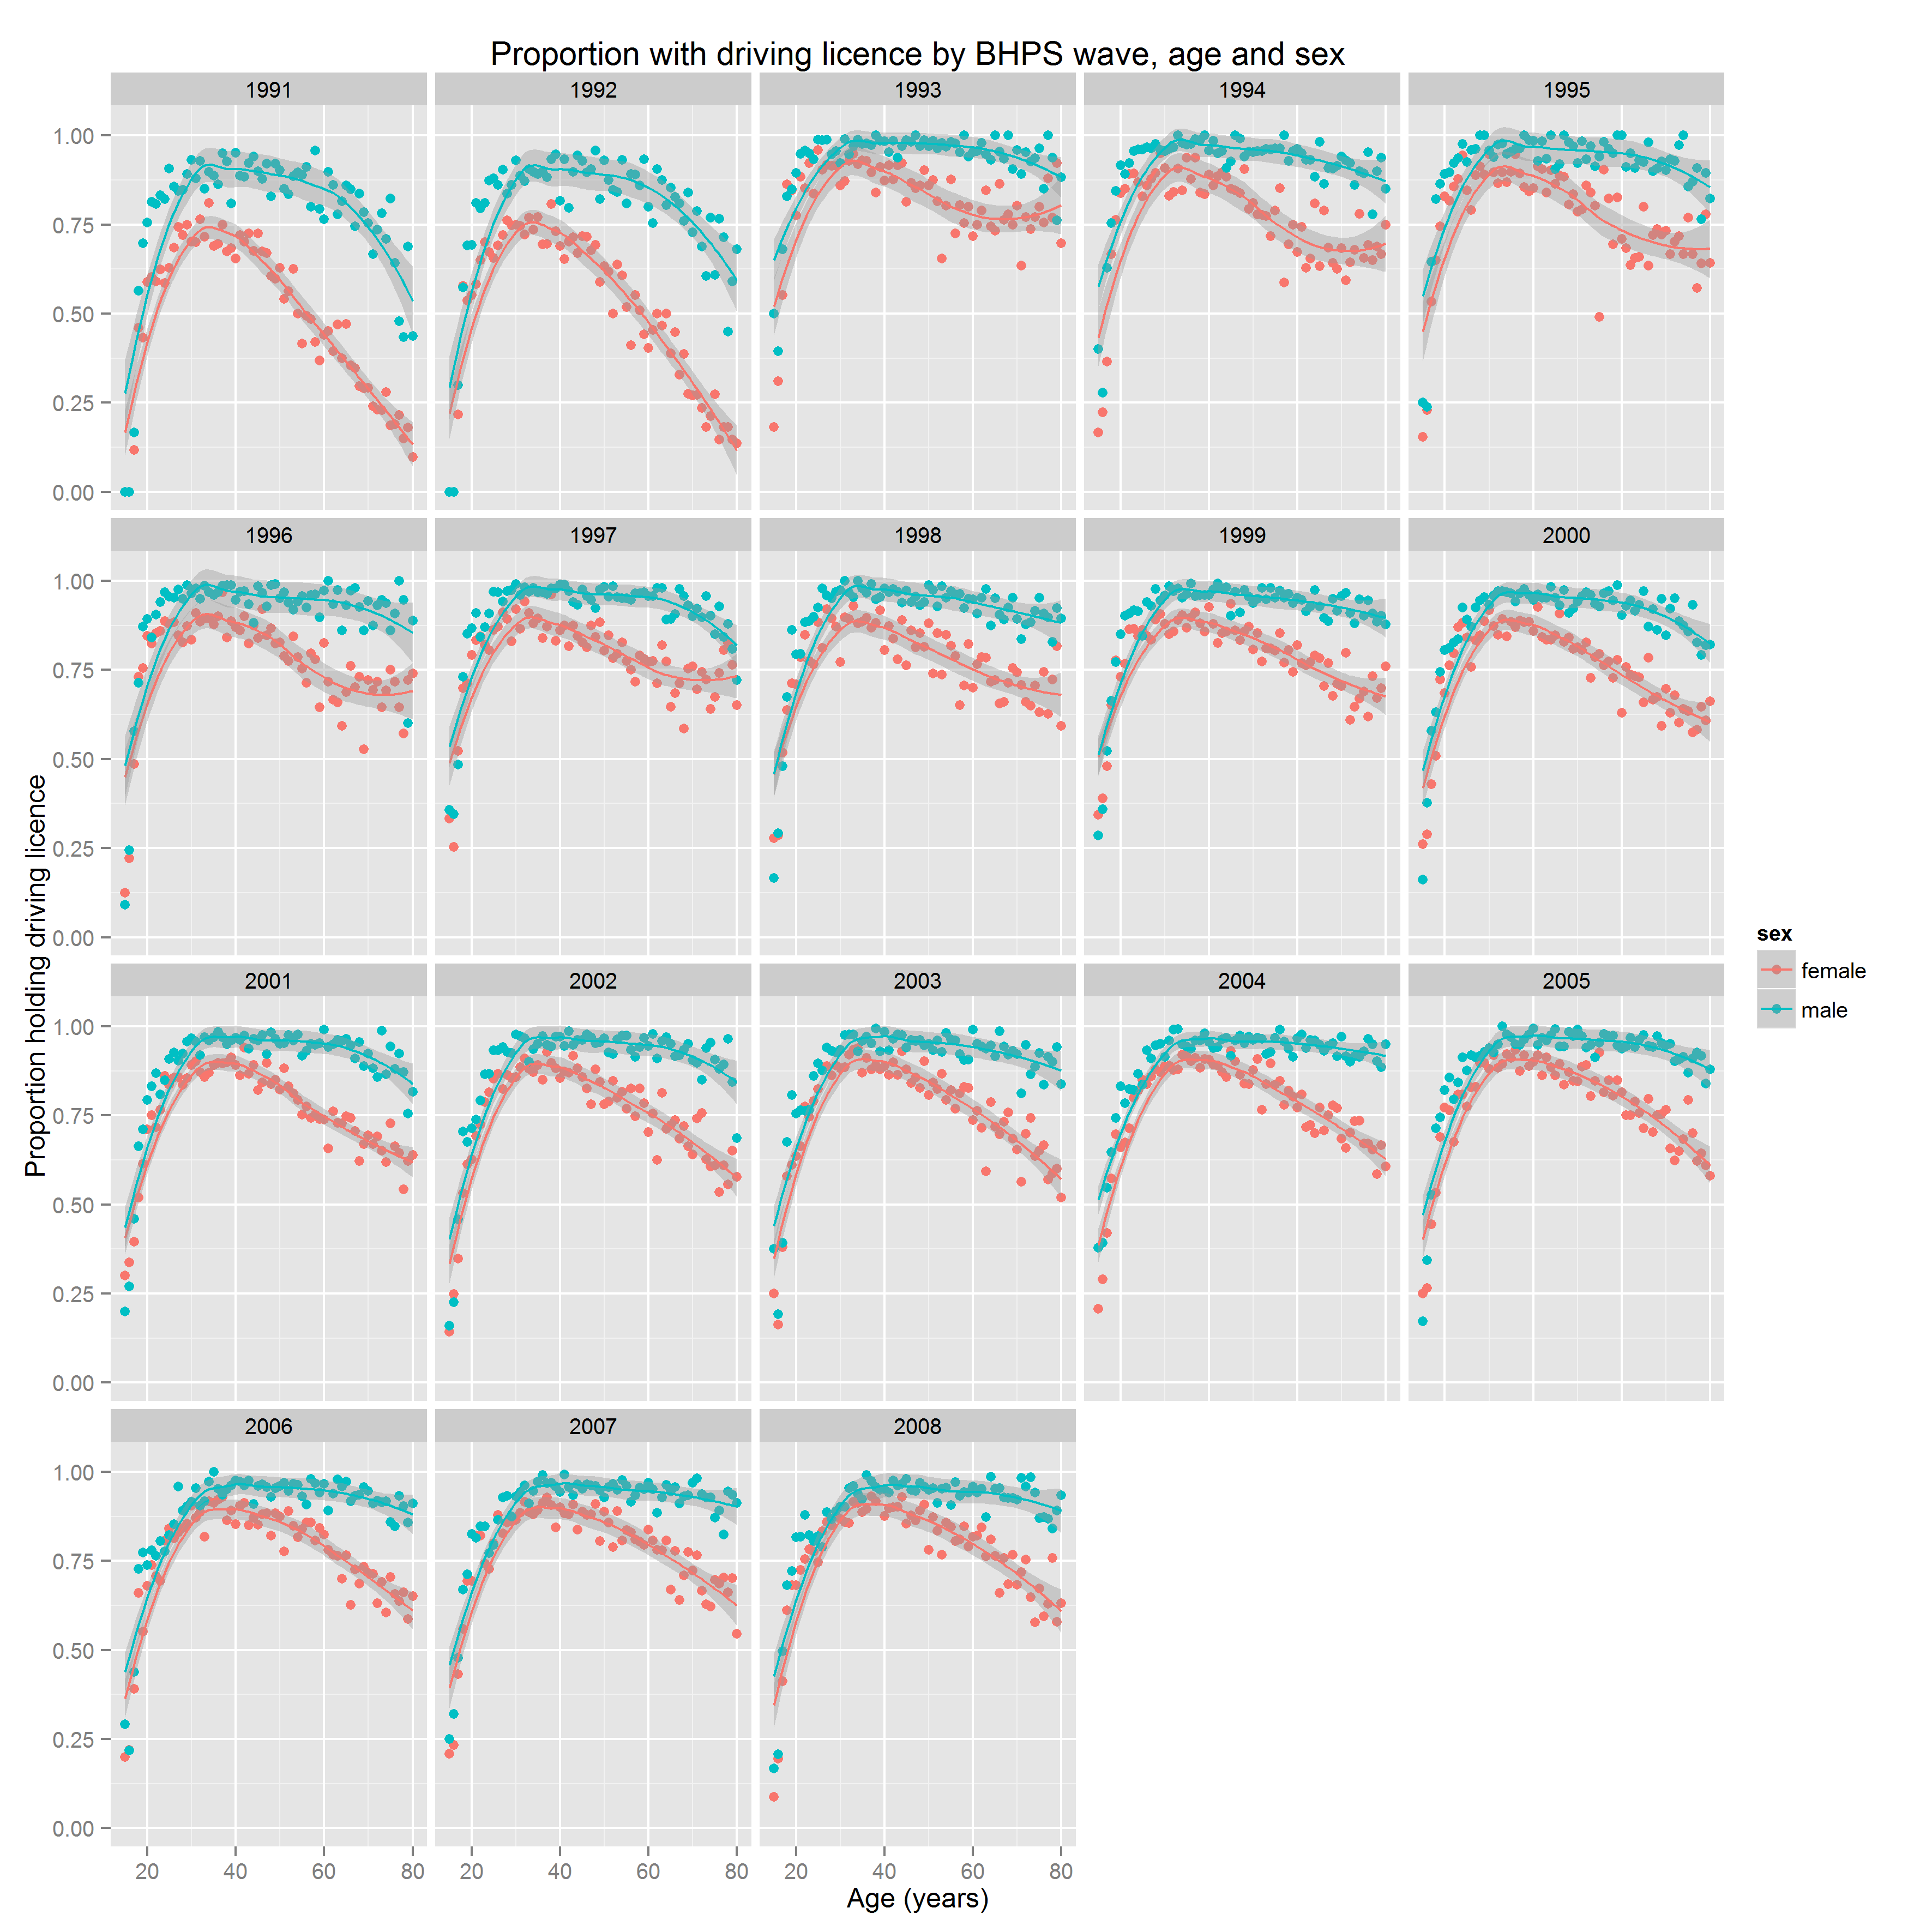 Proportion with driving licence by BHPS wave, age and sex
1991 1992 1993 1994 1995
1.00
0.75
0.50
0.25
0.00
1996 1997 1998 1999 2000
1.00
0.75
0.50
0.25
0.00
Proportion holding driving licence
sex
female
male
2001 2002 2003 2004 2005
1.00
0.75
0.50
0.25
0.00
2006 2007 2008
1.00
0.75
0.50
0.25
0.00
20 40 60 80 20 40 60 80 20 40 60 80
Age (years)